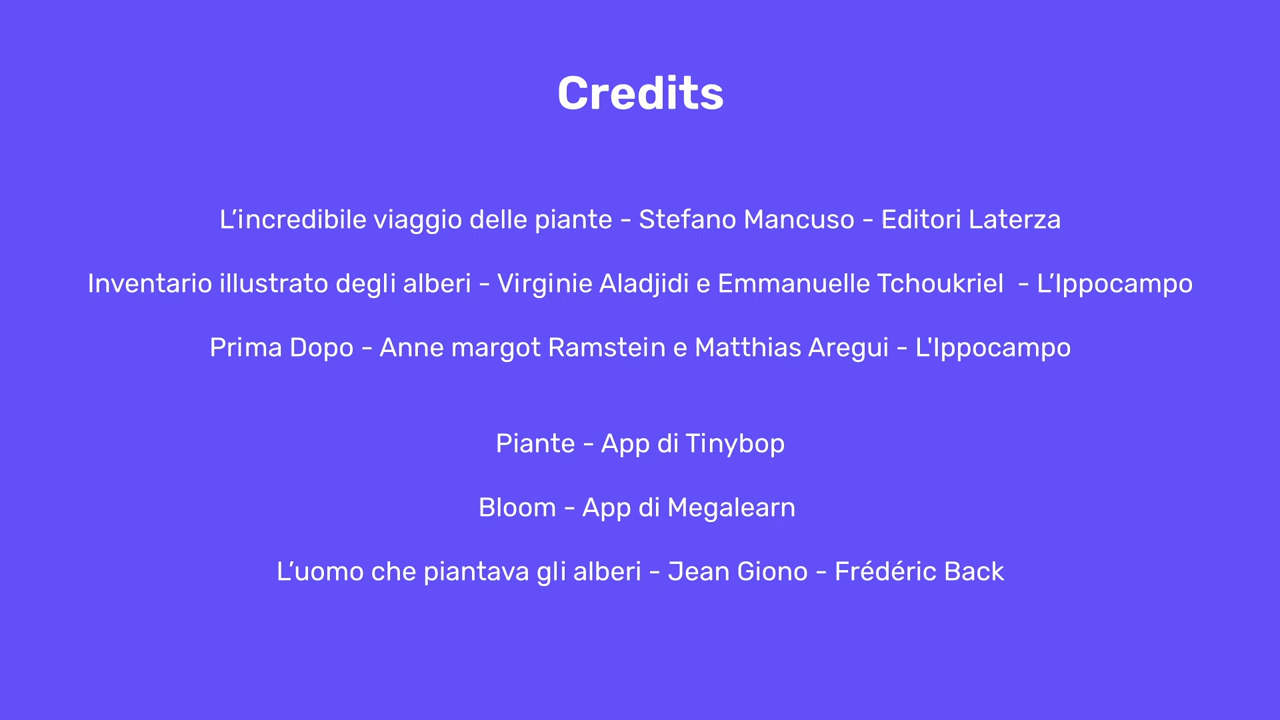 Credits
L’incredibile viaggio delle piante - Stefano Mancuso - Editori Laterza
Inventario illustrato degli alberi - Virginie Aladjidi e Emmanuelle Tchoukriel  - L’Ippocampo
Prima Dopo - Anne margot Ramstein e Matthias Aregui - L'Ippocampo
Piante - App di Tinybop
Bloom - App di Megalearn
L’uomo che piantava gli alberi - Jean Giono - Frédéric Back